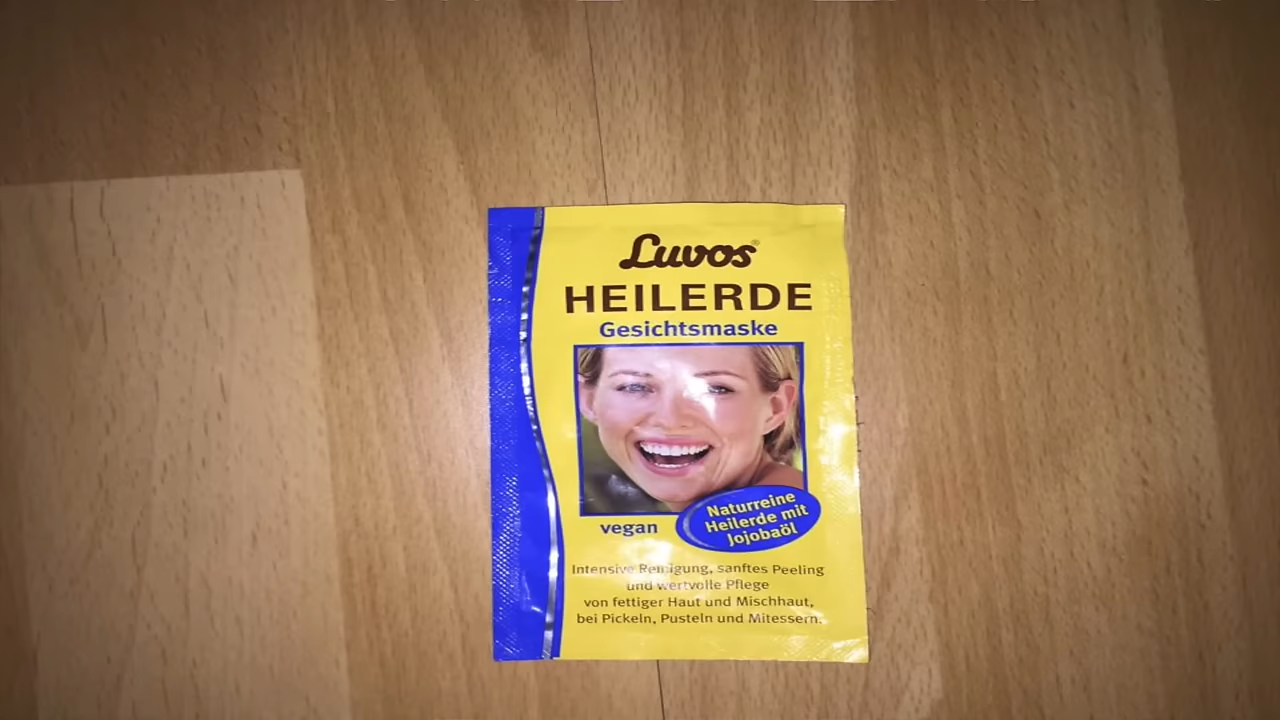 Luvos®
HEILERDE
Gesichtsmaske
vegan
Naturreine
Heilerde mit
Jojobaöl
Intensive Reinigung, sanftes Peeling
und wertvolle Pflege
von fettiger Haut und Mischhaut,
bei Pickeln, Pusteln und Mitessern.